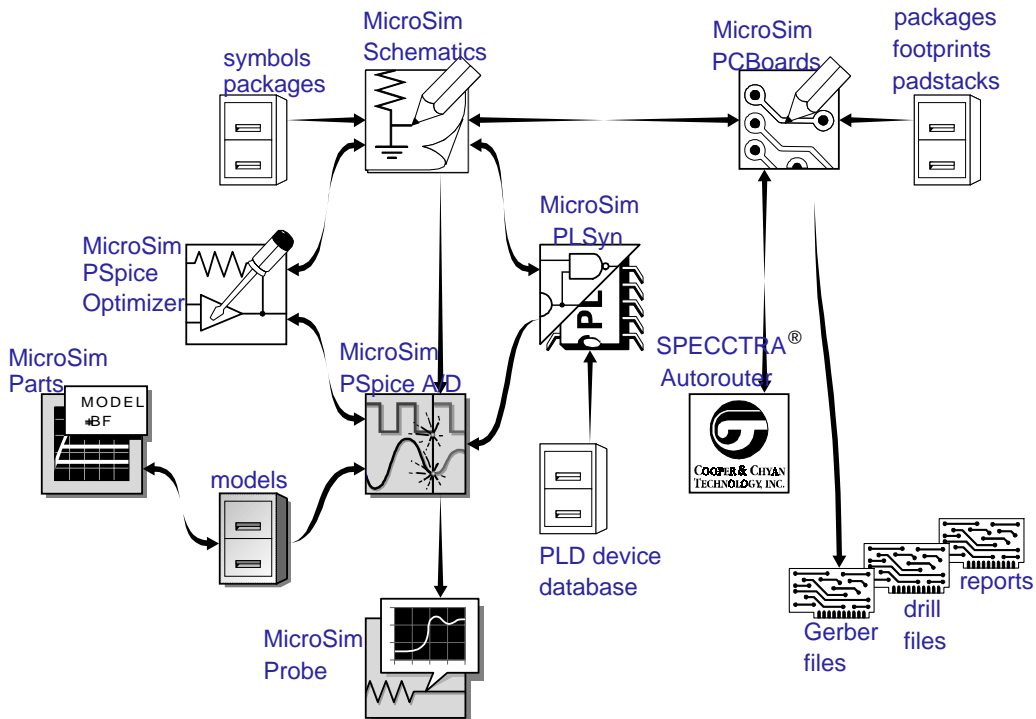 MicroSim
Schematics
symbols
packages
MicroSim
PCBoards
packages
footprints
padstacks
MicroSim
PSpice
Optimizer
MicroSim
PLSyn
PL
MicroSim
Parts
MODEL
BF
MicroSim
PSpice A/D
SPECCTRA®
Autorouter
COOPER & CHYAN
TECHNOLOGY, INC.
models
PLD device
database
MicroSim
Probe
Gerber
files
drill
files
reports